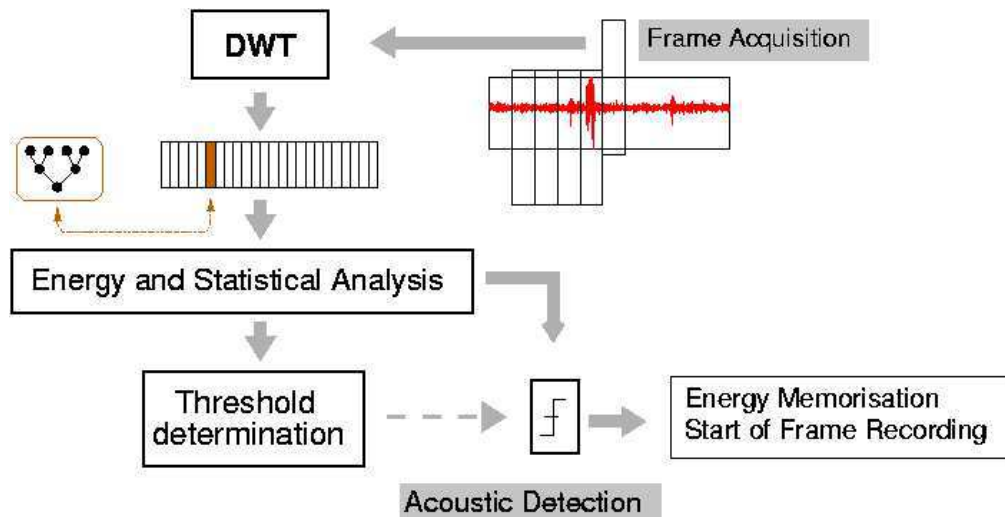 DWT
Frame Acquisition
Energy and Statistical Analysis
Threshold
determination
Energy Memorisation
Start of Frame Recording
Acoustic Detection